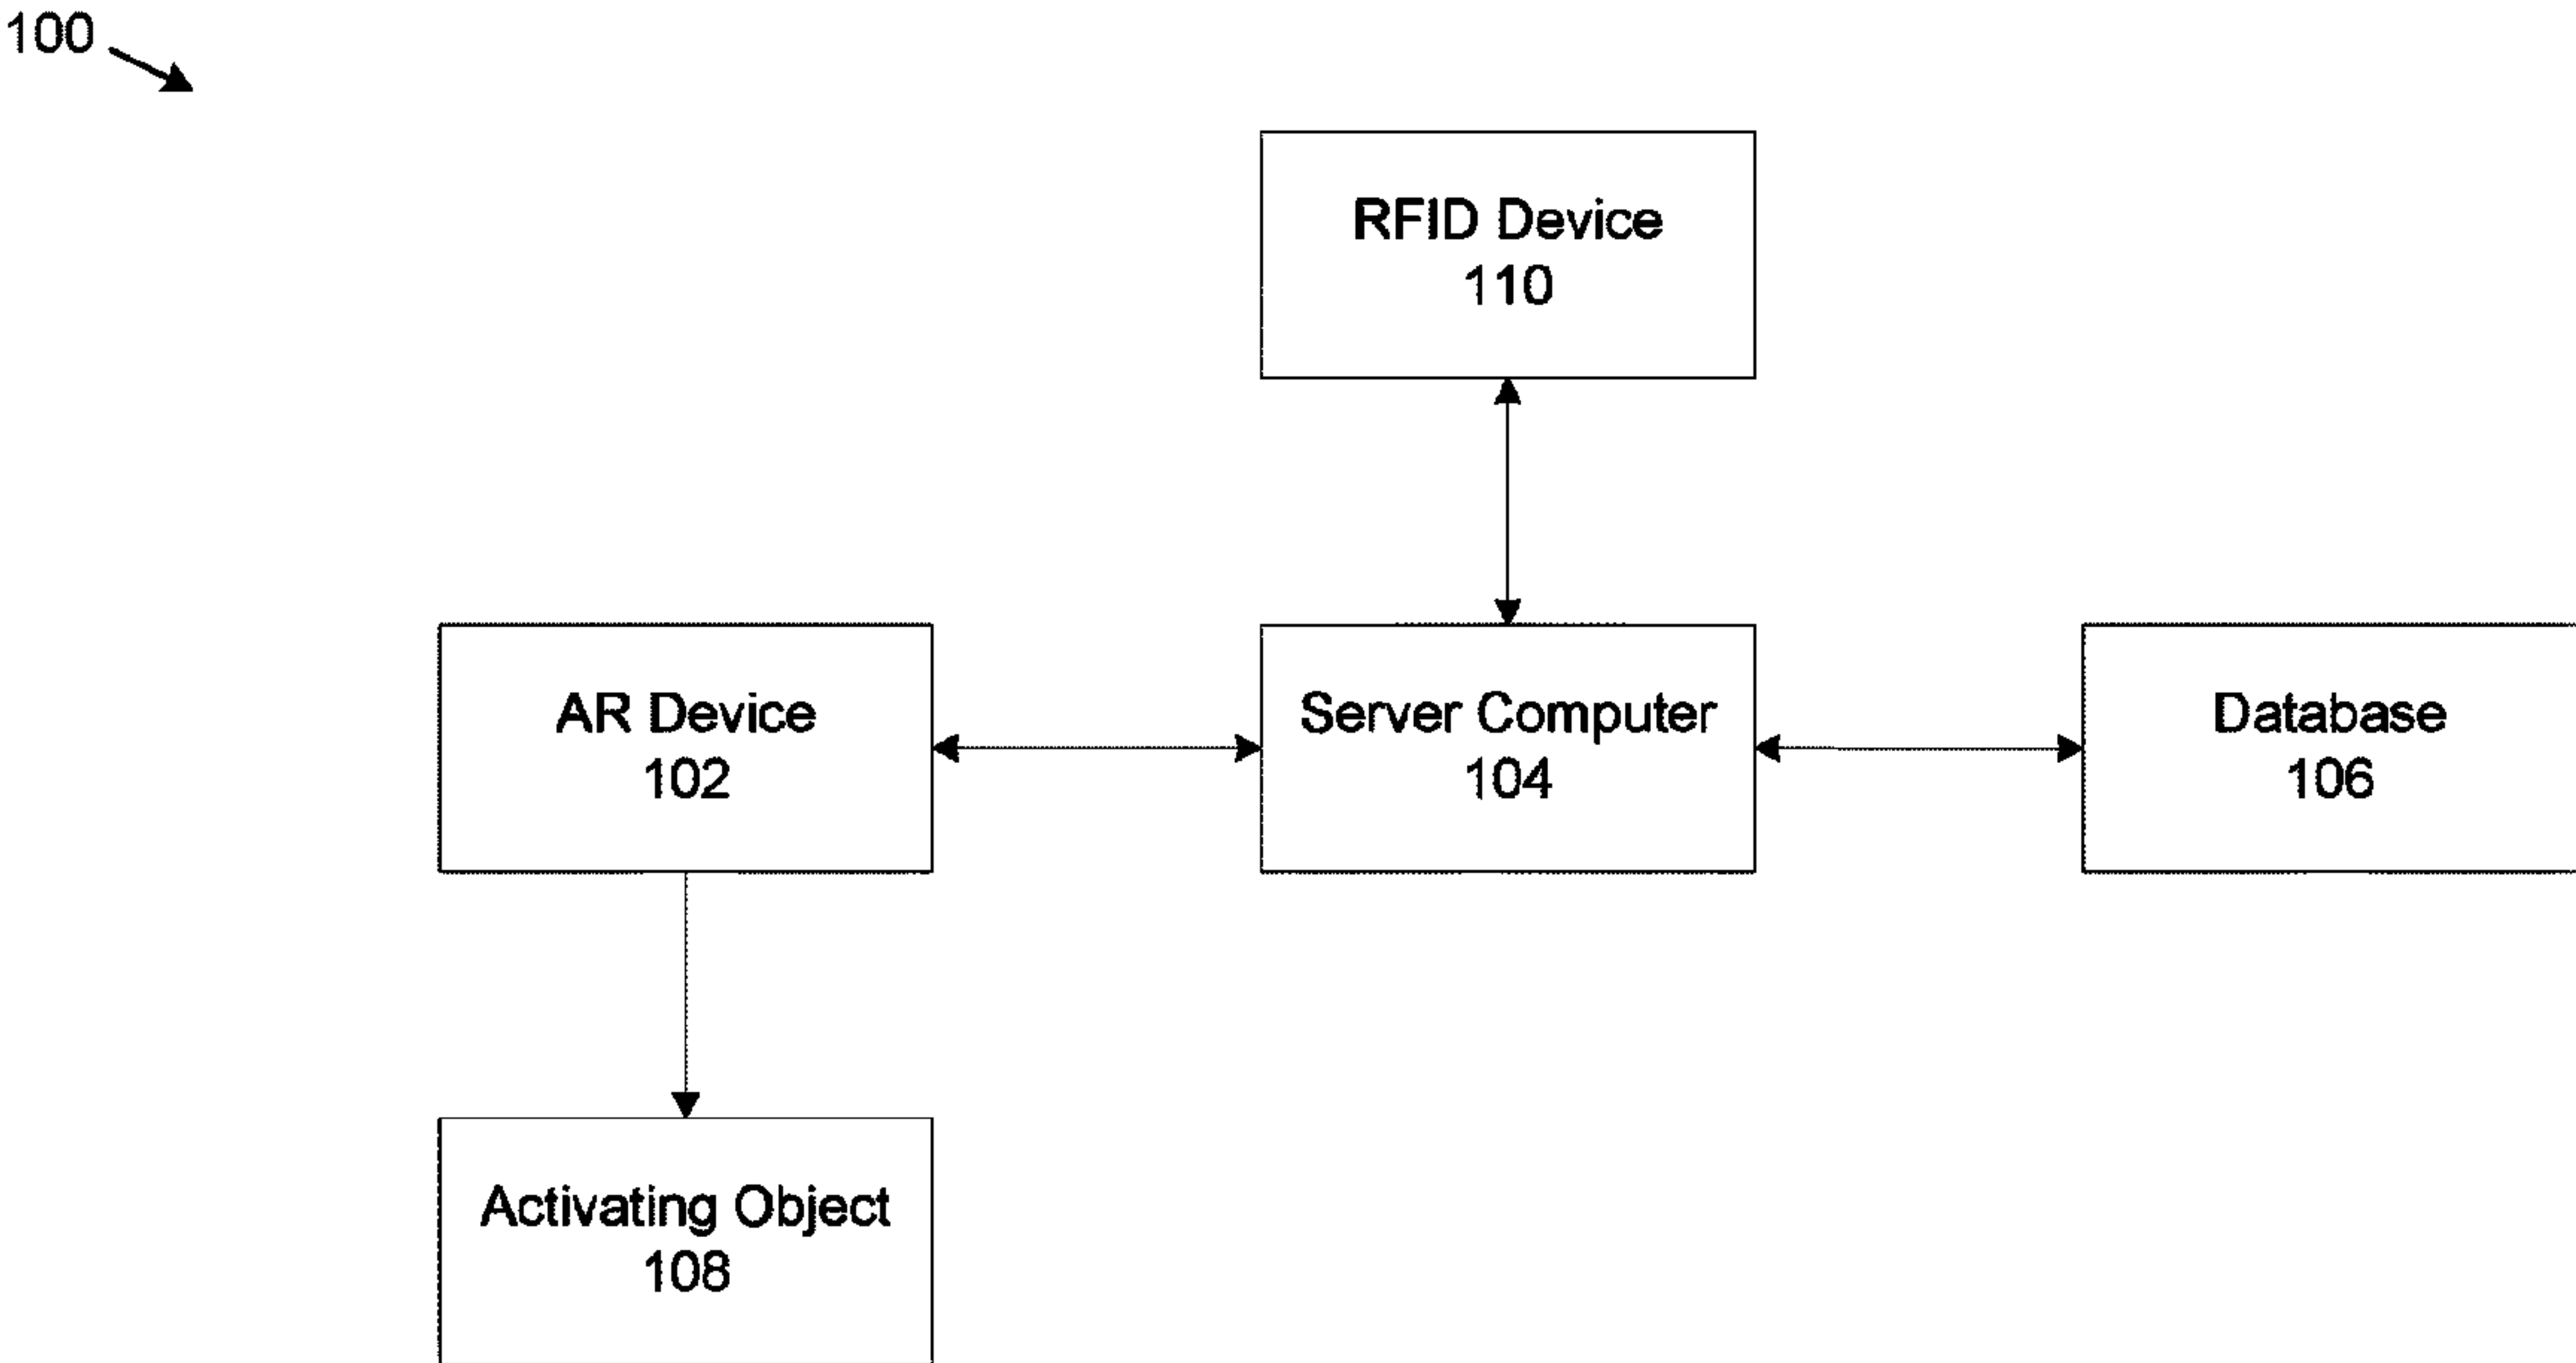 100
RFID Device
110
AR Device
102
Server Computer
104
Database
106
Activating Object
108